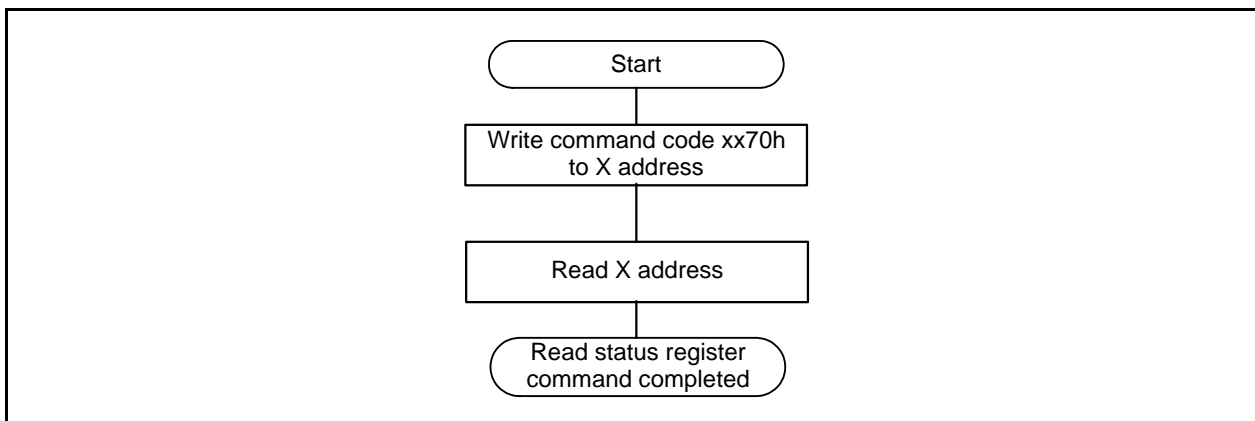 Start
Write command code xx70h
to X address
Read X address
Read status register
command completed